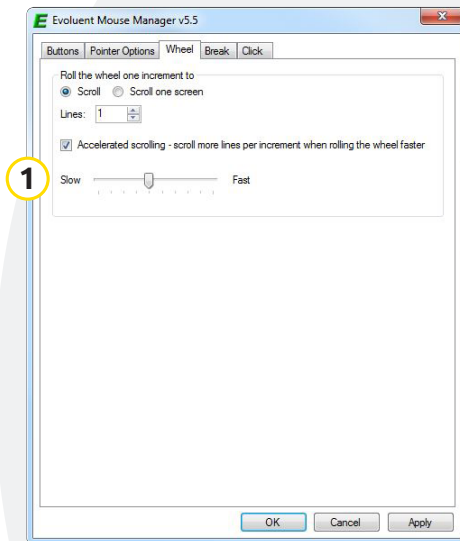 E Evoluent Mouse Manager v5.5
Buttons Pointer Options Wheel Break Click
Roll the wheel one increment to
Scroll Scroll one screen
Lines: 1
Accelerated scrolling - scroll more lines per increment when rolling the wheel faster
1
Slow Fast
OK Cancel Apply